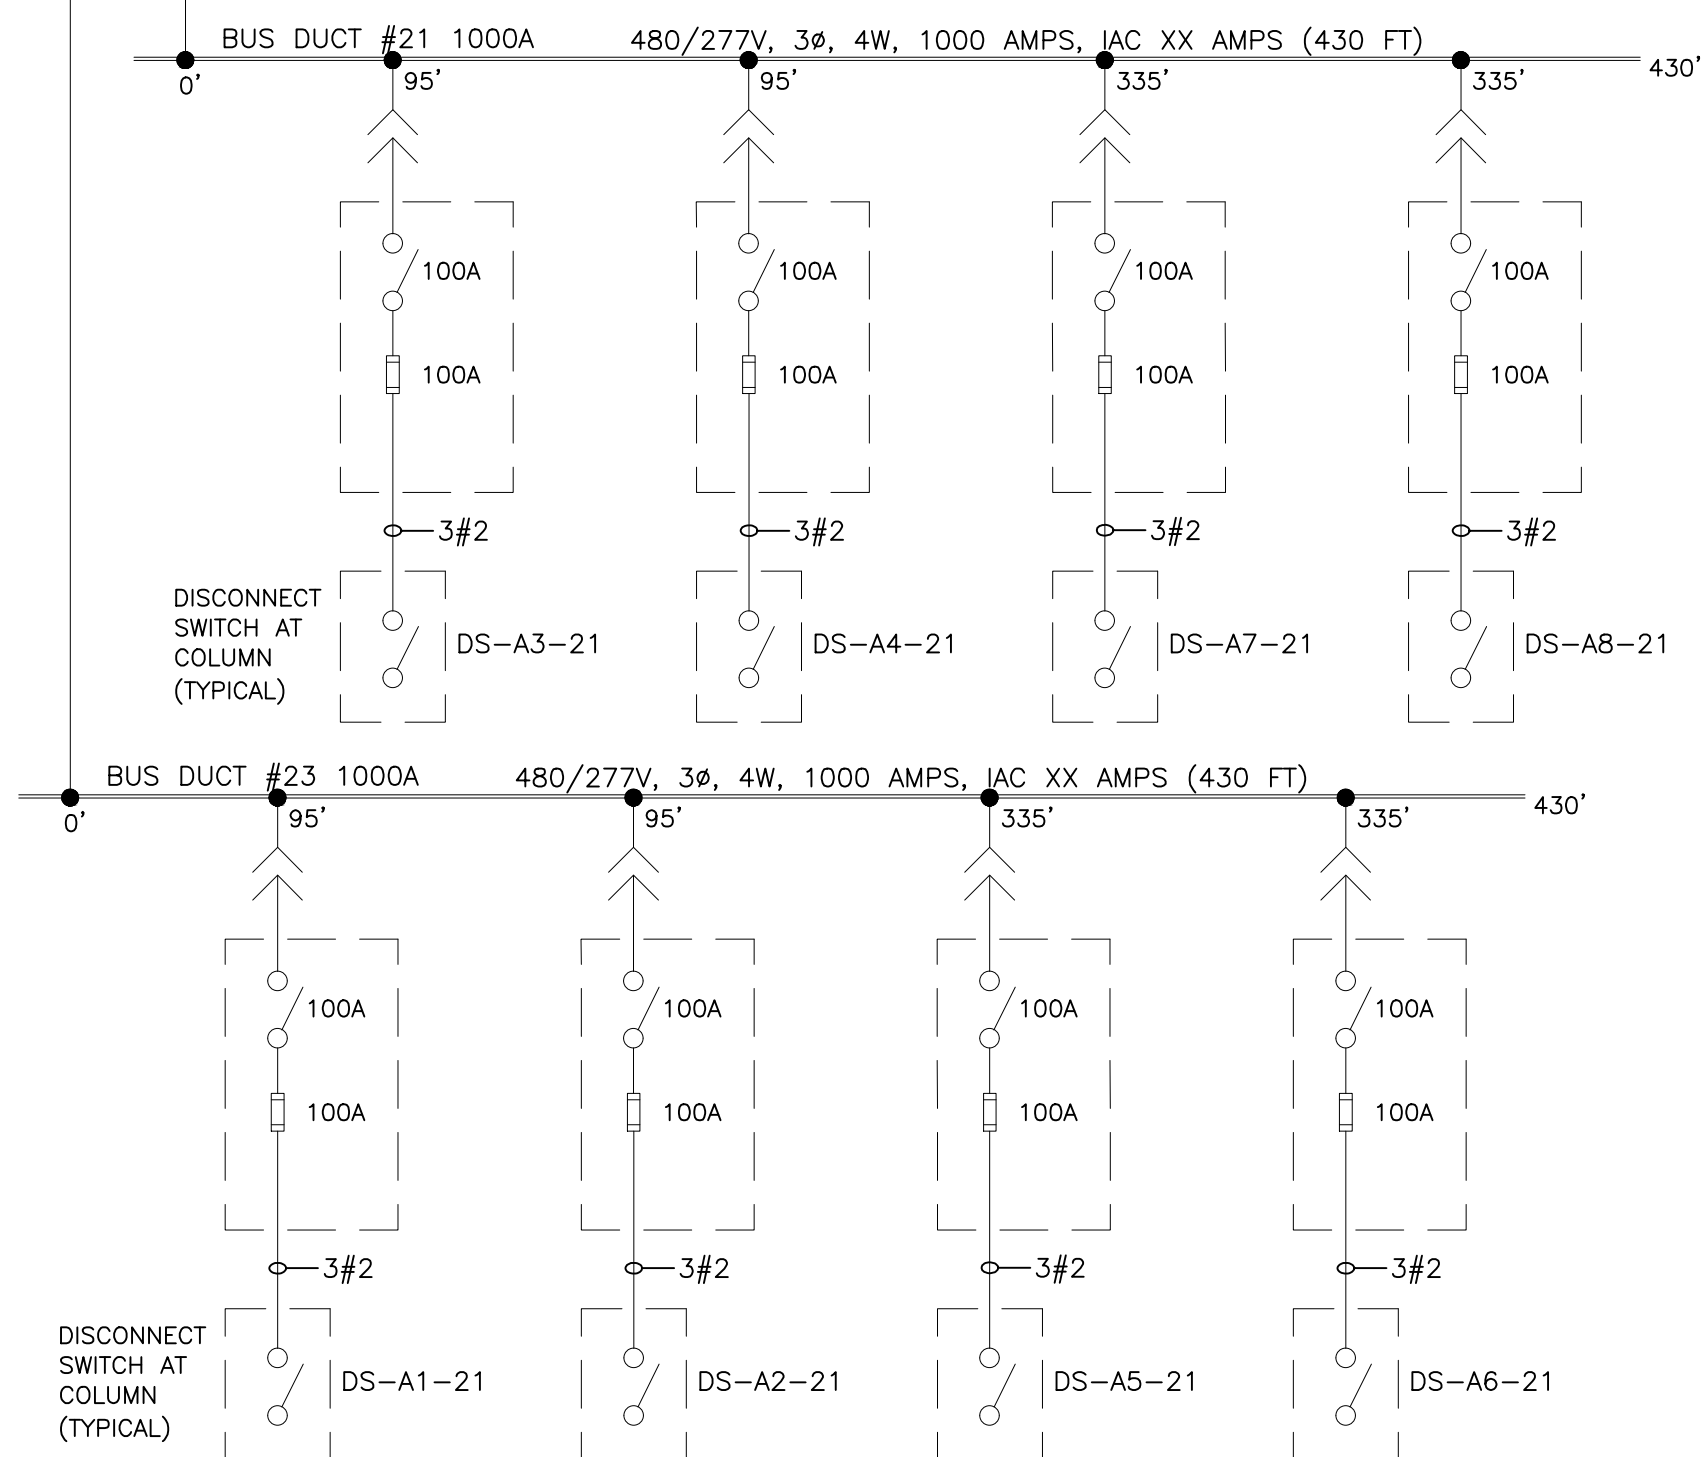 BUS DUCT #21 1000A 480/277V, 3ø, 4W, 1000 AMPS, IAC XX AMPS (430 FT)
0' 95' 95' 335' 335' 430'
100A 100A 100A 100A
100A 100A 100A 100A
3#2 3#2 3#2 3#2
DISCONNECT
SWITCH AT
COLUMN
(TYPICAL)
DS-A3-21 DS-A4-21 DS-A7-21 DS-A8-21
BUS DUCT #23 1000A 480/277V, 3ø, 4W, 1000 AMPS, IAC XX AMPS (430 FT)
0' 95' 95' 335' 335' 430'
100A 100A 100A 100A
100A 100A 100A 100A
3#2 3#2 3#2 3#2
DISCONNECT
SWITCH AT
COLUMN
(TYPICAL)
DS-A1-21 DS-A2-21 DS-A5-21 DS-A6-21